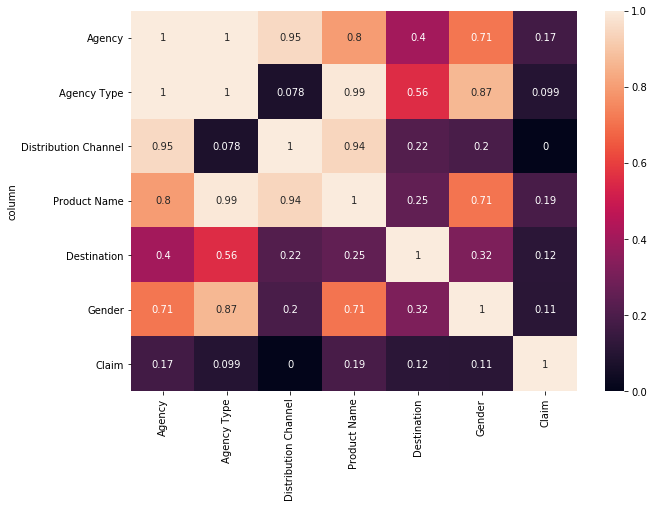 column
Agency 1 1 0.95 0.8 0.4 0.71 0.17
Agency Type 1 1 0.078 0.99 0.56 0.87 0.099
Distribution Channel 0.95 0.078 1 0.94 0.22 0.2 0
Product Name 0.8 0.99 0.94 1 0.25 0.71 0.19
Destination 0.4 0.56 0.22 0.25 1 0.32 0.12
Gender 0.71 0.87 0.2 0.71 0.32 1 0.11
Claim 0.17 0.099 0 0.19 0.12 0.11 1
Agency
Agency Type
Distribution Channel
Product Name
Destination
Gender
Claim
1.0
0.8
0.6
0.4
0.2
0.0